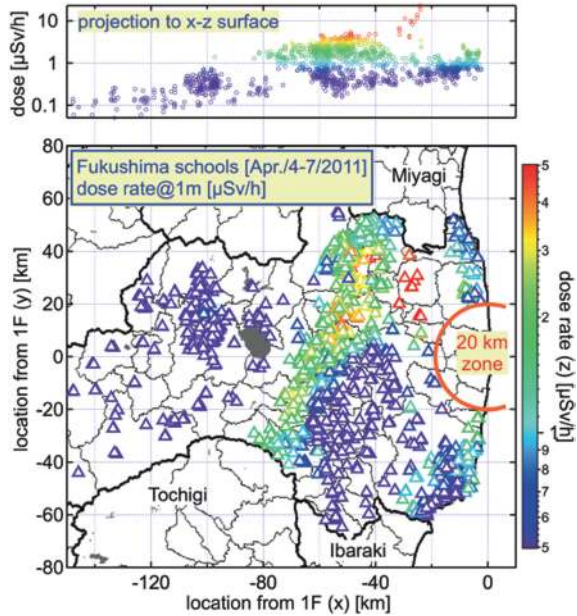 projection to x-z surface
dose [μSv/h]
10
1
0.1
Fukushima schools [Apr./4-7/2011]
dose rate@1m [μSv/h]
Miyagi
20 km
zone
Tochigi
Ibaraki
location from 1F (y) [km]
80
60
40
20
0
-20
-40
-60
-80
-120
-80
-40
0
location from 1F (x) [km]
dose rate (z) [μSv/h]
5
4
3
2
1
9
8
7
6
5